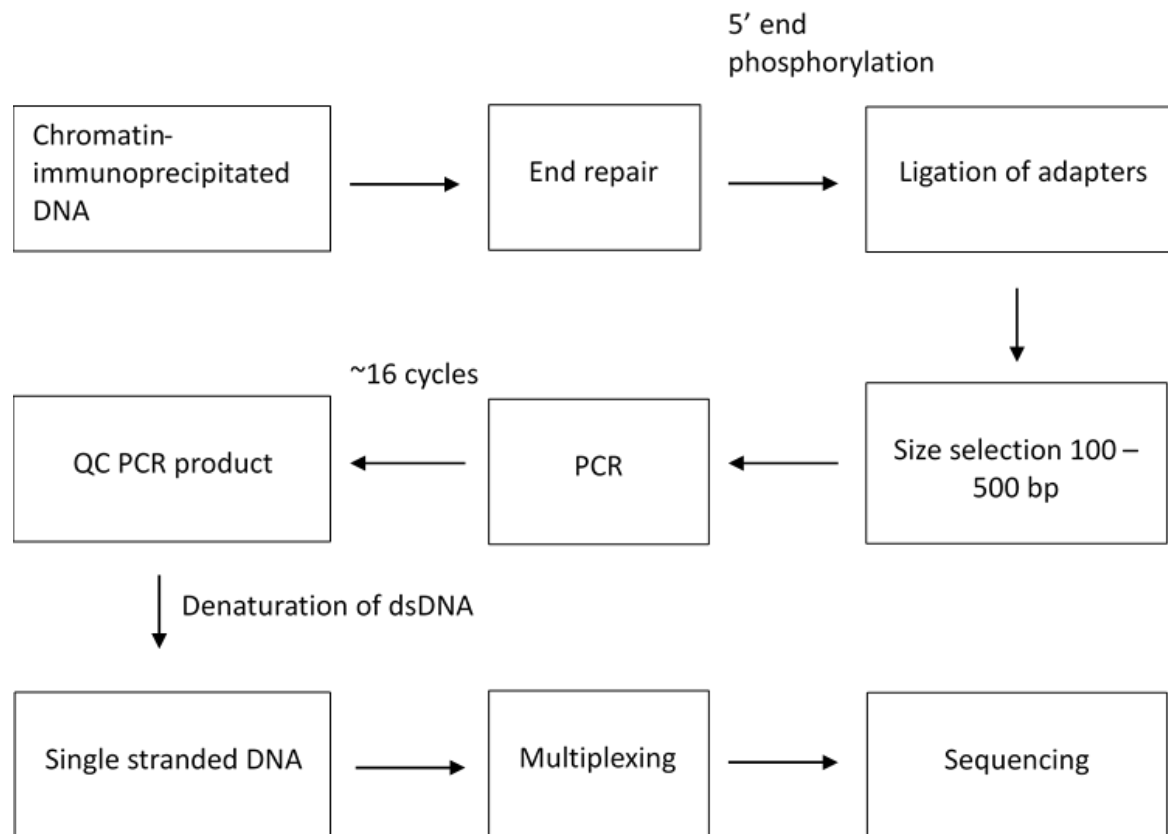 5’ end
phosphorylation
Chromatin-
immunoprecipitated
DNA
End repair
Ligation of adapters
~16 cycles
QC PCR product
PCR
Size selection 100 –
500 bp
Denaturation of dsDNA
Single stranded DNA
Multiplexing
Sequencing